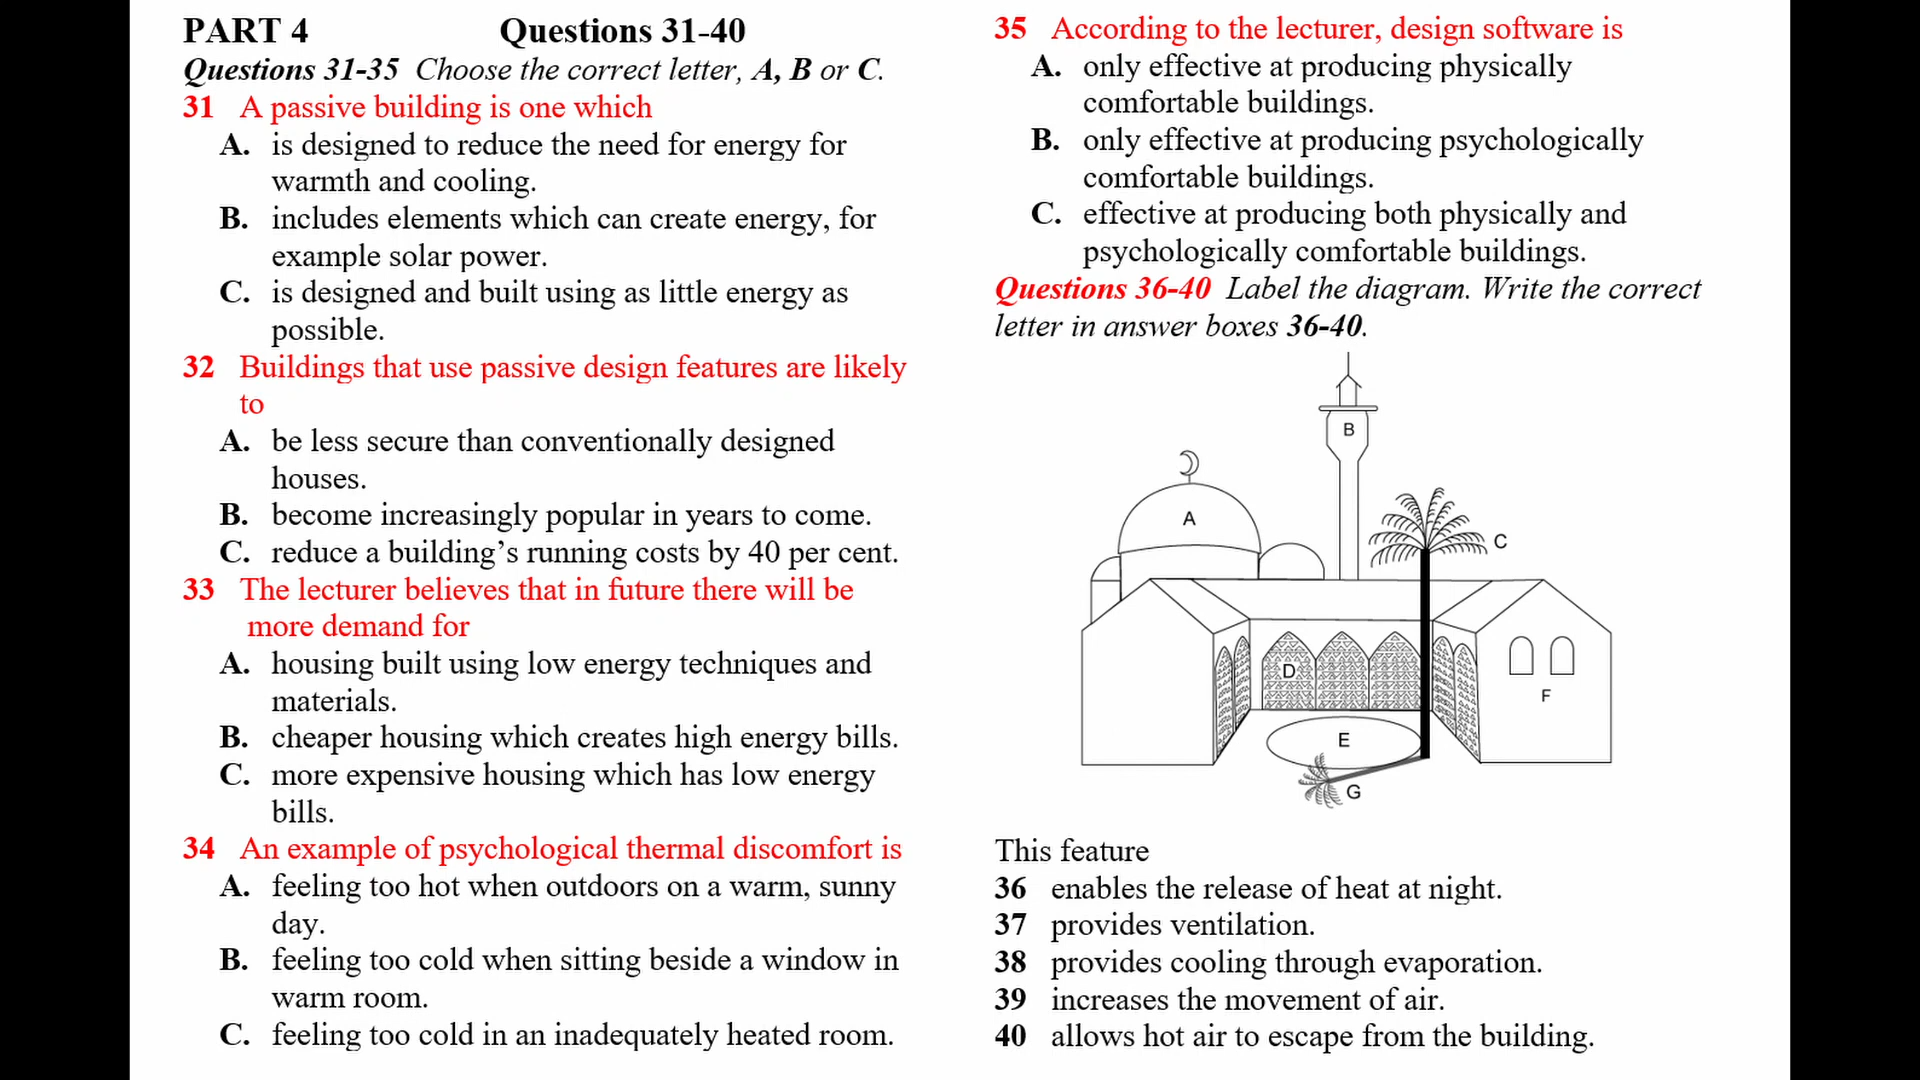 PART 4 Questions 31-40
Questions 31-35 Choose the correct letter, A, B or C.
31 A passive building is one which
A. is designed to reduce the need for energy for
warmth and cooling.
B. includes elements which can create energy, for
example solar power.
C. is designed and built using as little energy as
possible.
32 Buildings that use passive design features are likely
to
A. be less secure than conventionally designed
houses.
B. become increasingly popular in years to come.
C. reduce a building’s running costs by 40 per cent.
33 The lecturer believes that in future there will be
more demand for
A. housing built using low energy techniques and
materials.
B. cheaper housing which creates high energy bills.
C. more expensive housing which has low energy
bills.
34 An example of psychological thermal discomfort is
A. feeling too hot when outdoors on a warm, sunny
day.
B. feeling too cold when sitting beside a window in
warm room.
C. feeling too cold in an inadequately heated room.
35 According to the lecturer, design software is
A. only effective at producing physically
comfortable buildings.
B. only effective at producing psychologically
comfortable buildings.
C. effective at producing both physically and
psychologically comfortable buildings.
Questions 36-40 Label the diagram. Write the correct
letter in answer boxes 36-40.
B
A
C
D
F
E
G
This feature
36 enables the release of heat at night.
37 provides ventilation.
38 provides cooling through evaporation.
39 increases the movement of air.
40 allows hot air to escape from the building.